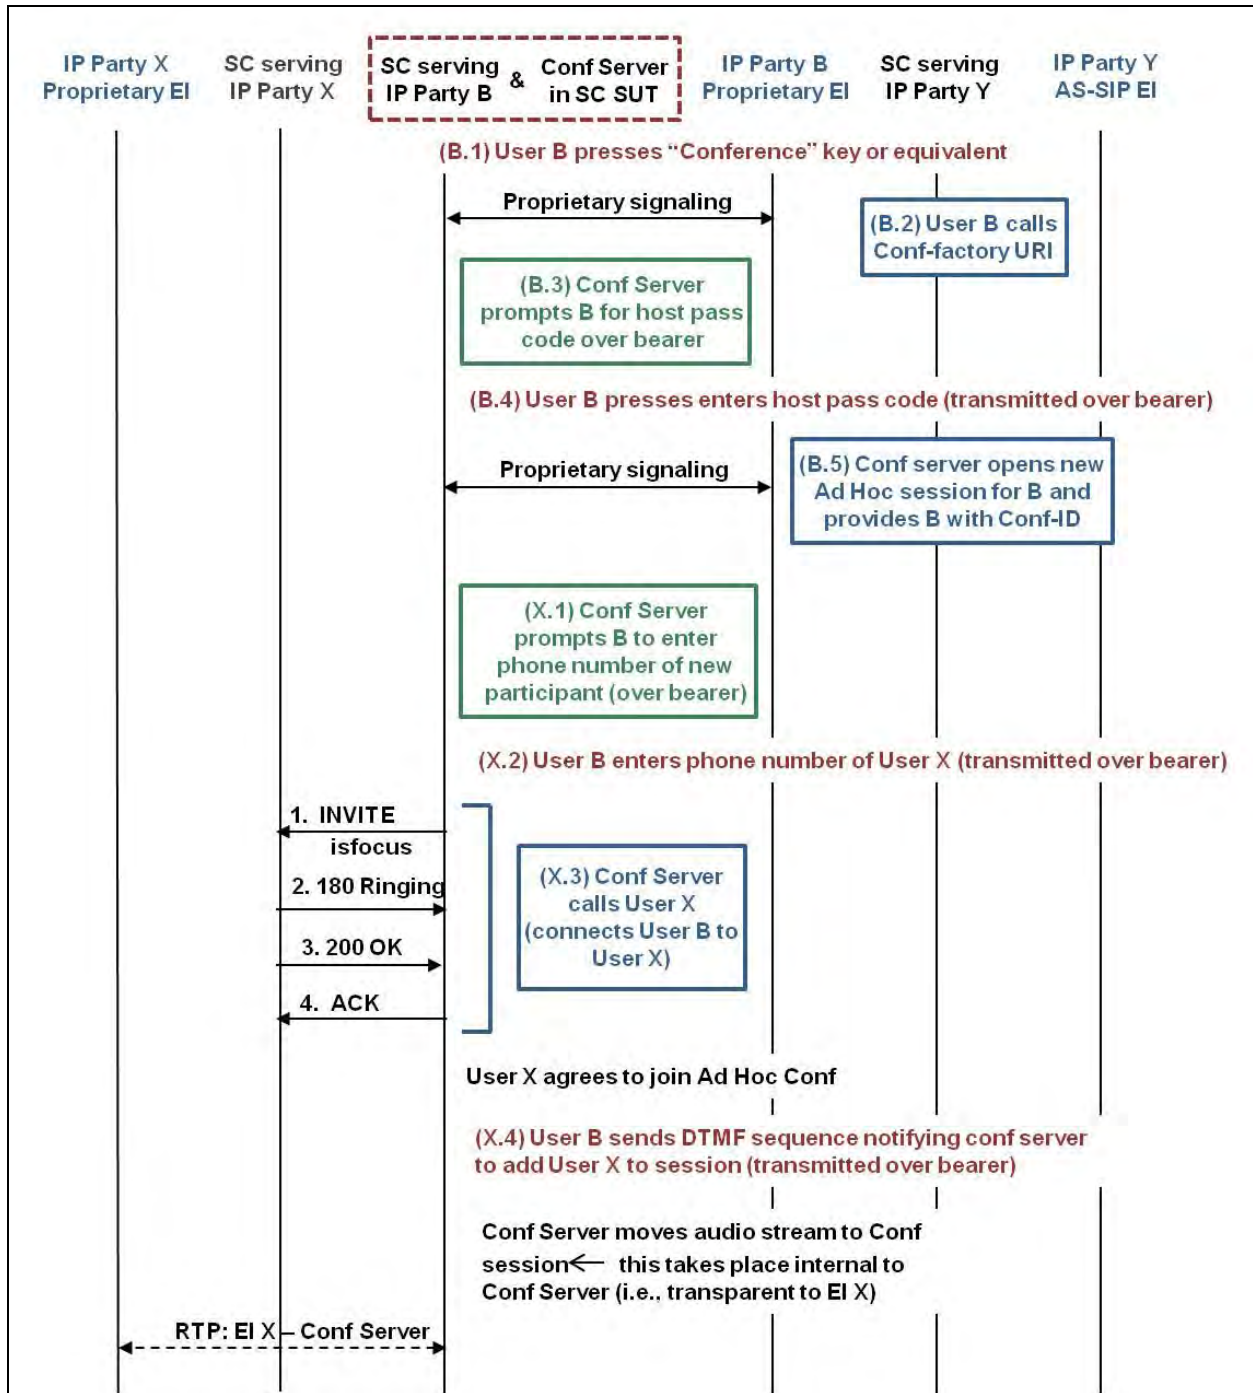 IP Party X
Proprietary EI
SC serving
IP Party X
SC serving
IP Party B
&
Conf Server
in SC SUT
IP Party B
Proprietary EI
SC serving
IP Party Y
IP Party Y
AS-SIP EI
(B.1) User B presses “Conference” key or equivalent
Proprietary signaling
(B.2) User B calls
Conf-factory URI
(B.3) Conf Server
prompts B for host pass
code over bearer
(B.4) User B presses enters host pass code (transmitted over bearer)
Proprietary signaling
(B.5) Conf server opens new
Ad Hoc session for B and
provides B with Conf-ID
(X.1) Conf Server
prompts B to enter
phone number of new
participant (over bearer)
(X.2) User B enters phone number of User X (transmitted over bearer)
1. INVITE
isfocus
2. 180 Ringing
3. 200 OK
4. ACK
(X.3) Conf Server
calls User X
(connects User B to
User X)
User X agrees to join Ad Hoc Conf
(X.4) User B sends DTMF sequence notifying conf server
to add User X to session (transmitted over bearer)
Conf Server moves audio stream to Conf
session← this takes place internal to
Conf Server (i.e., transparent to EI X)
RTP: EI X – Conf Server